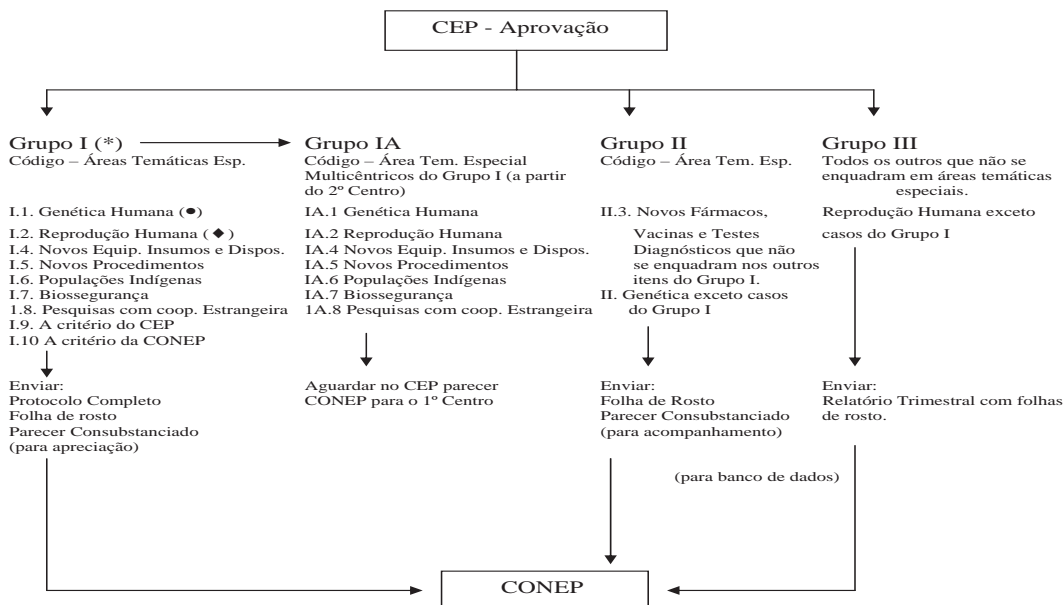 CEP - Aprovação
Grupo I (*)
Código – Áreas Temáticas Esp.
I.1. Genética Humana (●)
I.2. Reprodução Humana ( ◆)
I.4. Novos Equip. Insumos e Dispos.
I.5. Novos Procedimentos
I.6. Populações Indígenas
I.7. Biossegurança
1.8. Pesquisas com coop. Estrangeira
I.9. A critério do CEP
I.10 A critério da CONEP
Enviar:
Protocolo Completo
Folha de rosto
Parecer Consubstanciado
(para apreciação)
Grupo IA
Código – Área Tem. Especial
Multicêntricos do Grupo I (a partir
do 2º Centro)
IA.1 Genética Humana
IA.2 Reprodução Humana
IA.4 Novos Equip. Insumos e Dispos.
IA.5 Novos Procedimentos
IA.6 Populações Indígenas
IA.7 Biossegurança
1A.8 Pesquisas com coop. Estrangeira
Aguardar no CEP parecer
CONEP para o 1º Centro
Grupo II
Código – Área Tem. Esp.
II.3. Novos Fármacos,
Vacinas e Testes
Diagnósticos que não
se enquadram nos outros
itens do Grupo I.
II. Genética exceto casos
do Grupo I
Enviar:
Folha de Rosto
Parecer Consubstanciado
(para acompanhamento)
Grupo III
Todos os outros que não se
enquadram em áreas temáticas
especiais.
Reprodução Humana exceto
casos do Grupo I
Enviar:
Relatório Trimestral com folhas
de rosto.
(para banco de dados)
CONEP